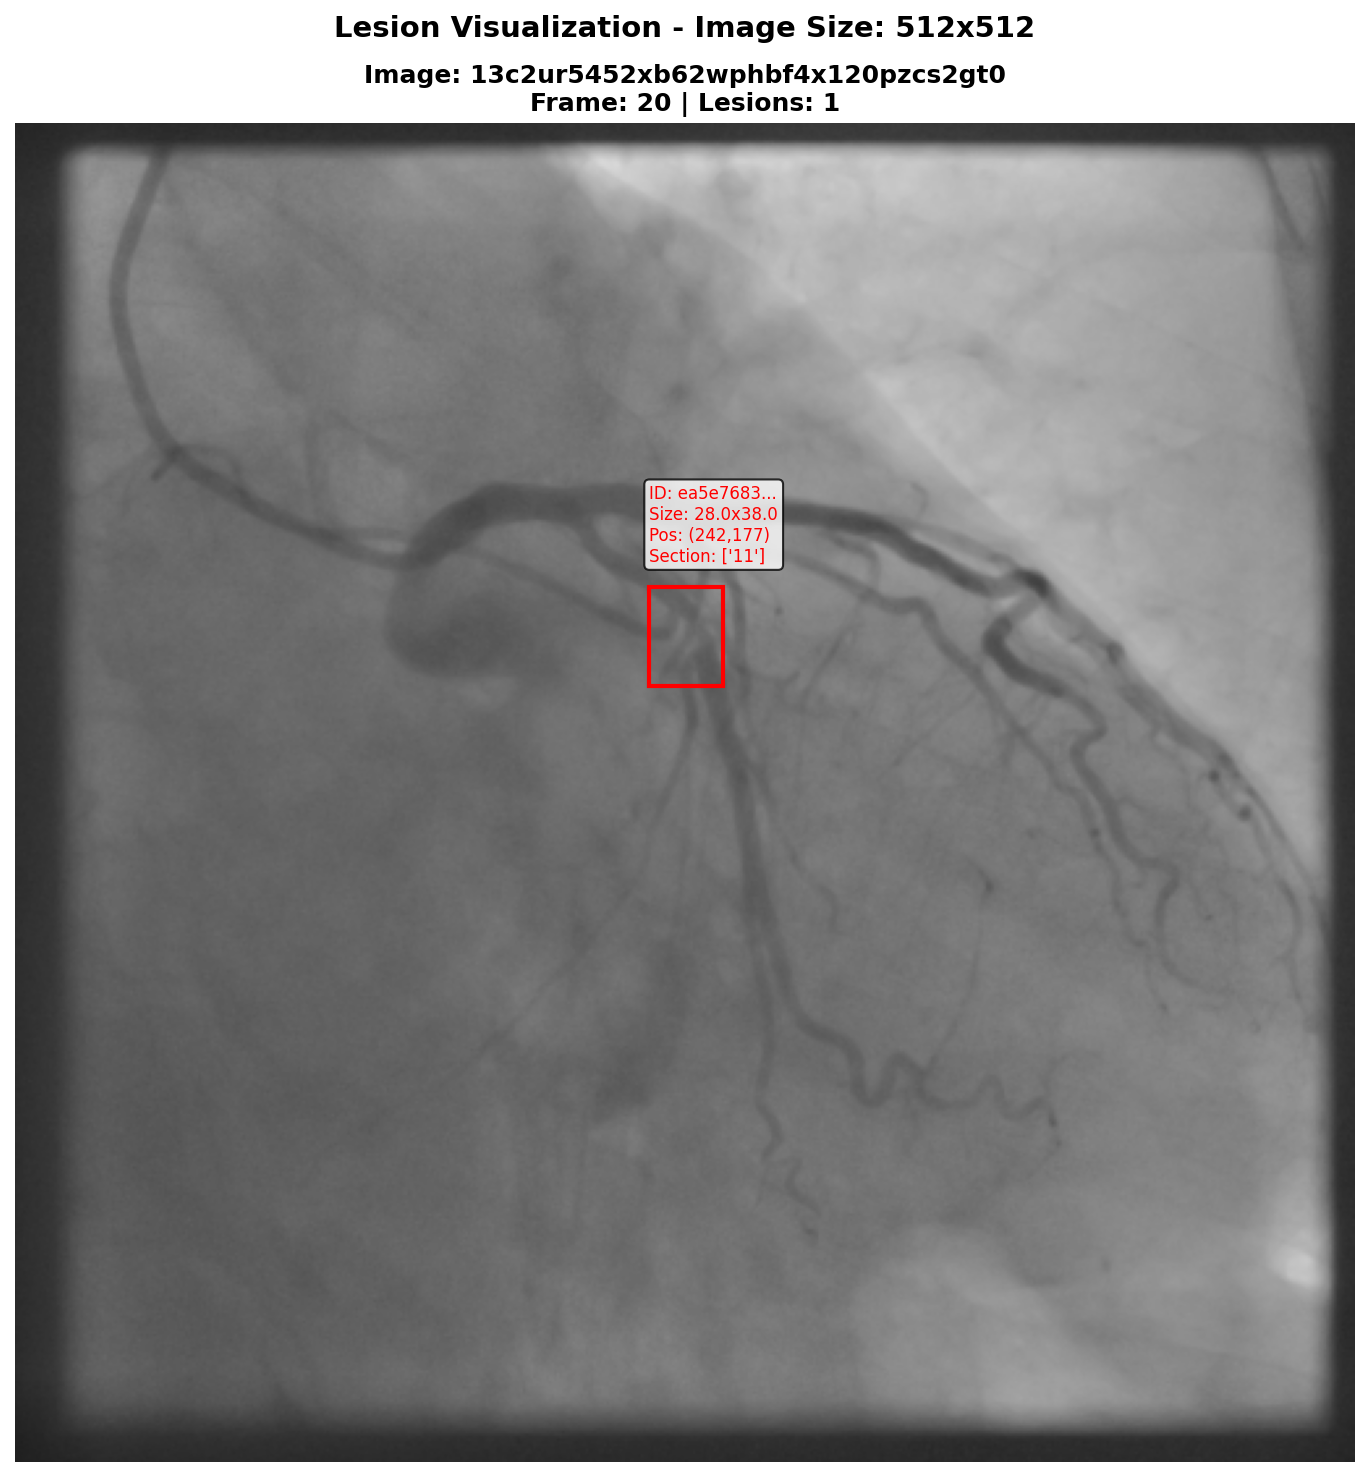 Lesion Visualization - Image Size: 512x512
Image: 13c2ur5452xb62wphbf4x120pzcs2gt0
Frame: 20 | Lesions: 1
ID: ea5e7683...
Size: 28.0x38.0
Pos: (242,177)
Section: ['11']